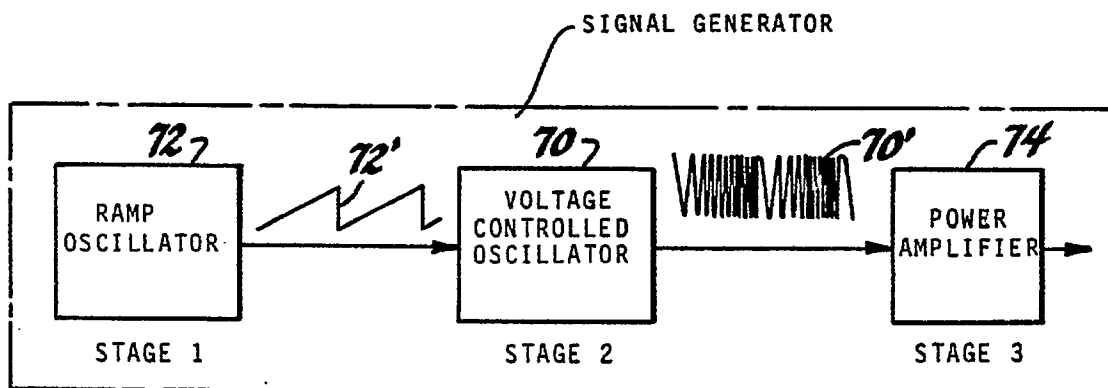 SIGNAL GENERATOR
72
72'
70
70'
74
RAMP
OSCILLATOR
VOLTAGE
CONTROLLED
OSCILLATOR
POWER
AMPLIFIER
STAGE 1
STAGE 2
STAGE 3